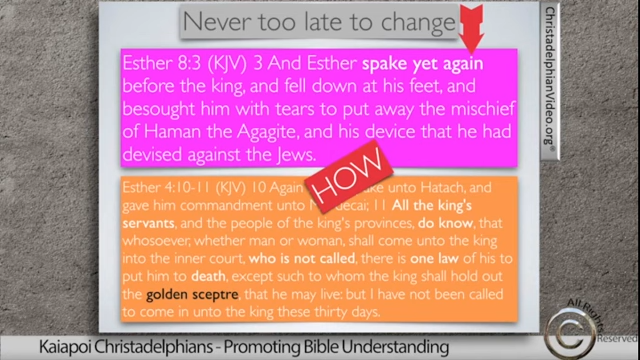 Never too late to change
Esther 8:3 (KJV) 3 And Esther spake yet again
before the king, and fell down at his feet, and
besought him with tears to put away the mischief
of Haman the Agagite, and his device that he had
devised against the Jews.
HOW
Esther 4:10-11 (KJV) 10 Again ake unto Hatach, and
gave him commandment unto decai; 11 All the king's
servants, and the people of the king's provinces, do know, that
whosoever, whether man or woman, shall come unto the king
into the inner court, who is not called, there is one law of his to
put him to death, except such to whom the king shall hold out
the golden sceptre, that he may live: but I have not been called
to come in unto the king these thirty days.
ChristadelphianVideo.org®
All Rights
Reserved
Kaiapoi Christadelphians - Promoting Bible Understanding